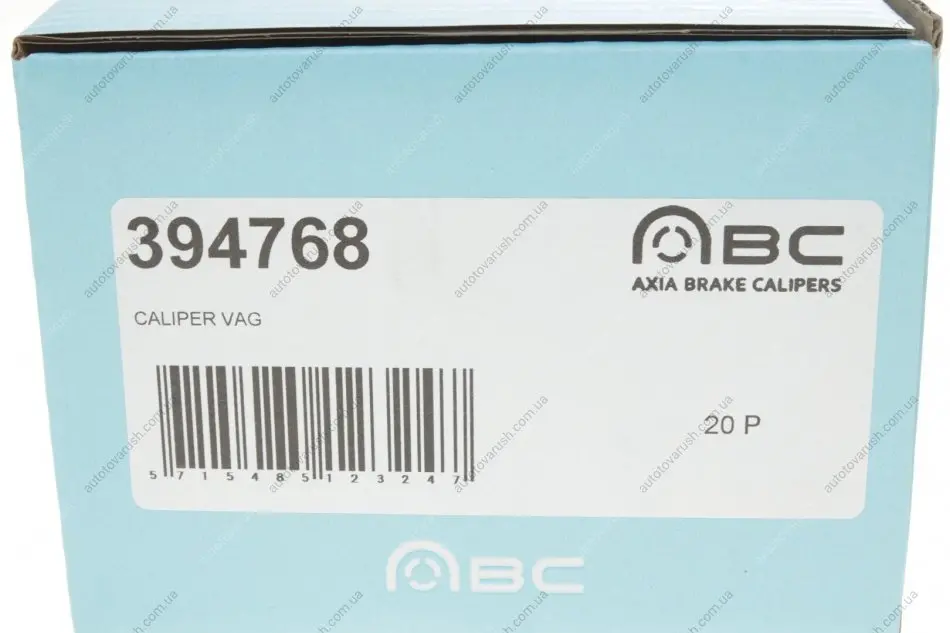 394768
ABC
AXIA BRAKE CALIPERS
CALIPER VAG
5 715485 123247
20 P
ABC
autotovarush.com.ua